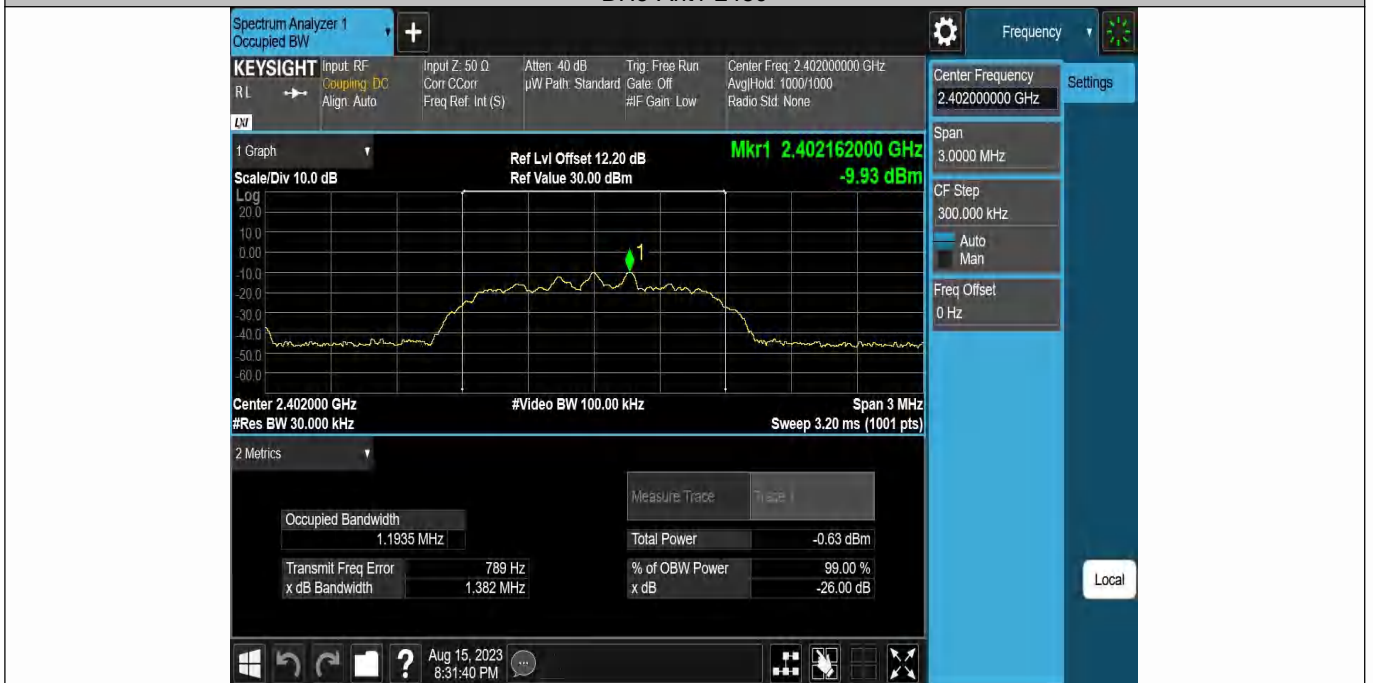 Spectrum Analyzer 1
Occupied BW
+
Frequency
KEYSIGHT
R L
LXI
Input: RF
Coupling: DC
Align: Auto
Input Z: 50 Ω
Corr CCorr
Freq Ref: Int (S)
Atten: 40 dB
µW Path: Standard
Trig: Free Run
Gate: Off
#IF Gain: Low
Center Freq: 2.402000000 GHz
Avg|Hold: 1000/1000
Radio Std: None
Center Frequency
2.402000000 GHz
Settings
Span
3.0000 MHz
CF Step
300.000 kHz
Auto
Man
Freq Offset
0 Hz
Local
1 Graph
Scale/Div 10.0 dB
Ref Lvl Offset 12.20 dB
Ref Value 30.00 dBm
Mkr1 2.402162000 GHz
-9.93 dBm
Log
20.0
10.0
0.00
-10.0
-20.0
-30.0
-40.0
-50.0
-60.0
1
Center 2.402000 GHz
#Video BW 100.00 kHz
Span 3 MHz
#Res BW 30.000 kHz
Sweep 3.20 ms (1001 pts)
2 Metrics
Measure Trace
Trace 1
Occupied Bandwidth
1.1935 MHz
Total Power
-0.63 dBm
Transmit Freq Error
789 Hz
% of OBW Power
99.00 %
x dB Bandwidth
1.382 MHz
x dB
-26.00 dB
?
Aug 15, 2023
8:31:40 PM